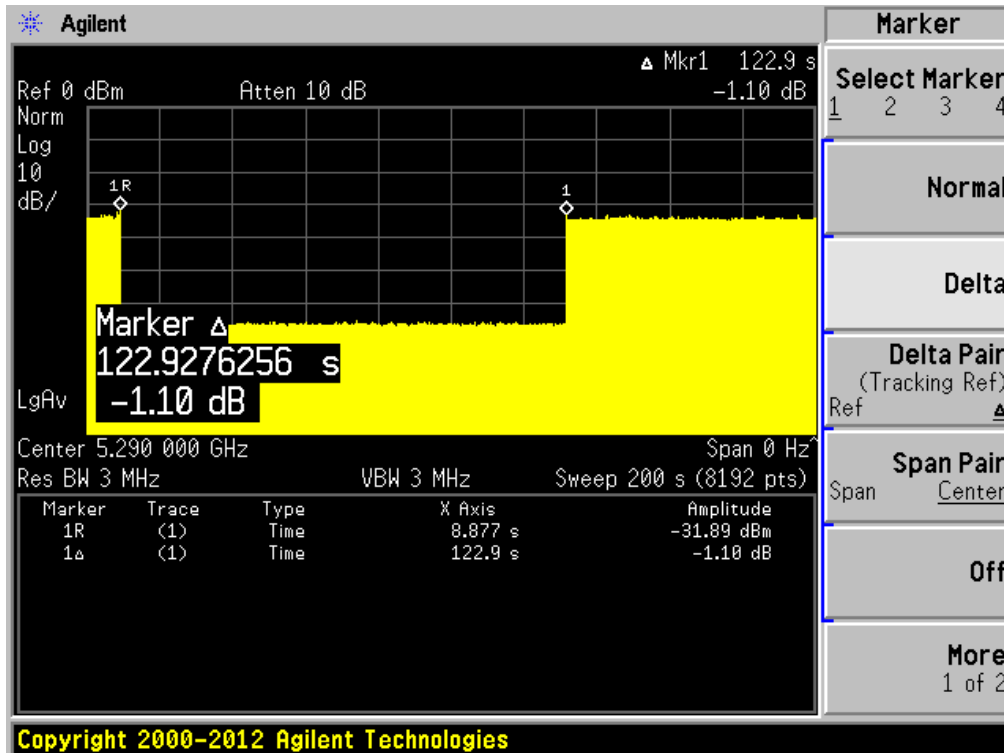 Agilent
Δ Mkr1 122.9 s
Ref 0 dBm Atten 10 dB -1.10 dB
Norm
Log
10
dB/
1R
1
Marker Δ
122.9276256 s
-1.10 dB
LgAv
Center 5.290 000 GHz Span 0 Hz^
Res BW 3 MHz VBW 3 MHz Sweep 200 s (8192 pts)
Marker Trace Type X Axis Amplitude
1R (1) Time 8.877 s -31.89 dBm
1Δ (1) Time 122.9 s -1.10 dB
Copyright 2000-2012 Agilent Technologies
Marker
Select Marker
1 2 3 4
Normal
Delta
Delta Pair
(Tracking Ref)
Ref Δ
Span Pair
Span Center
Off
More
1 of 2